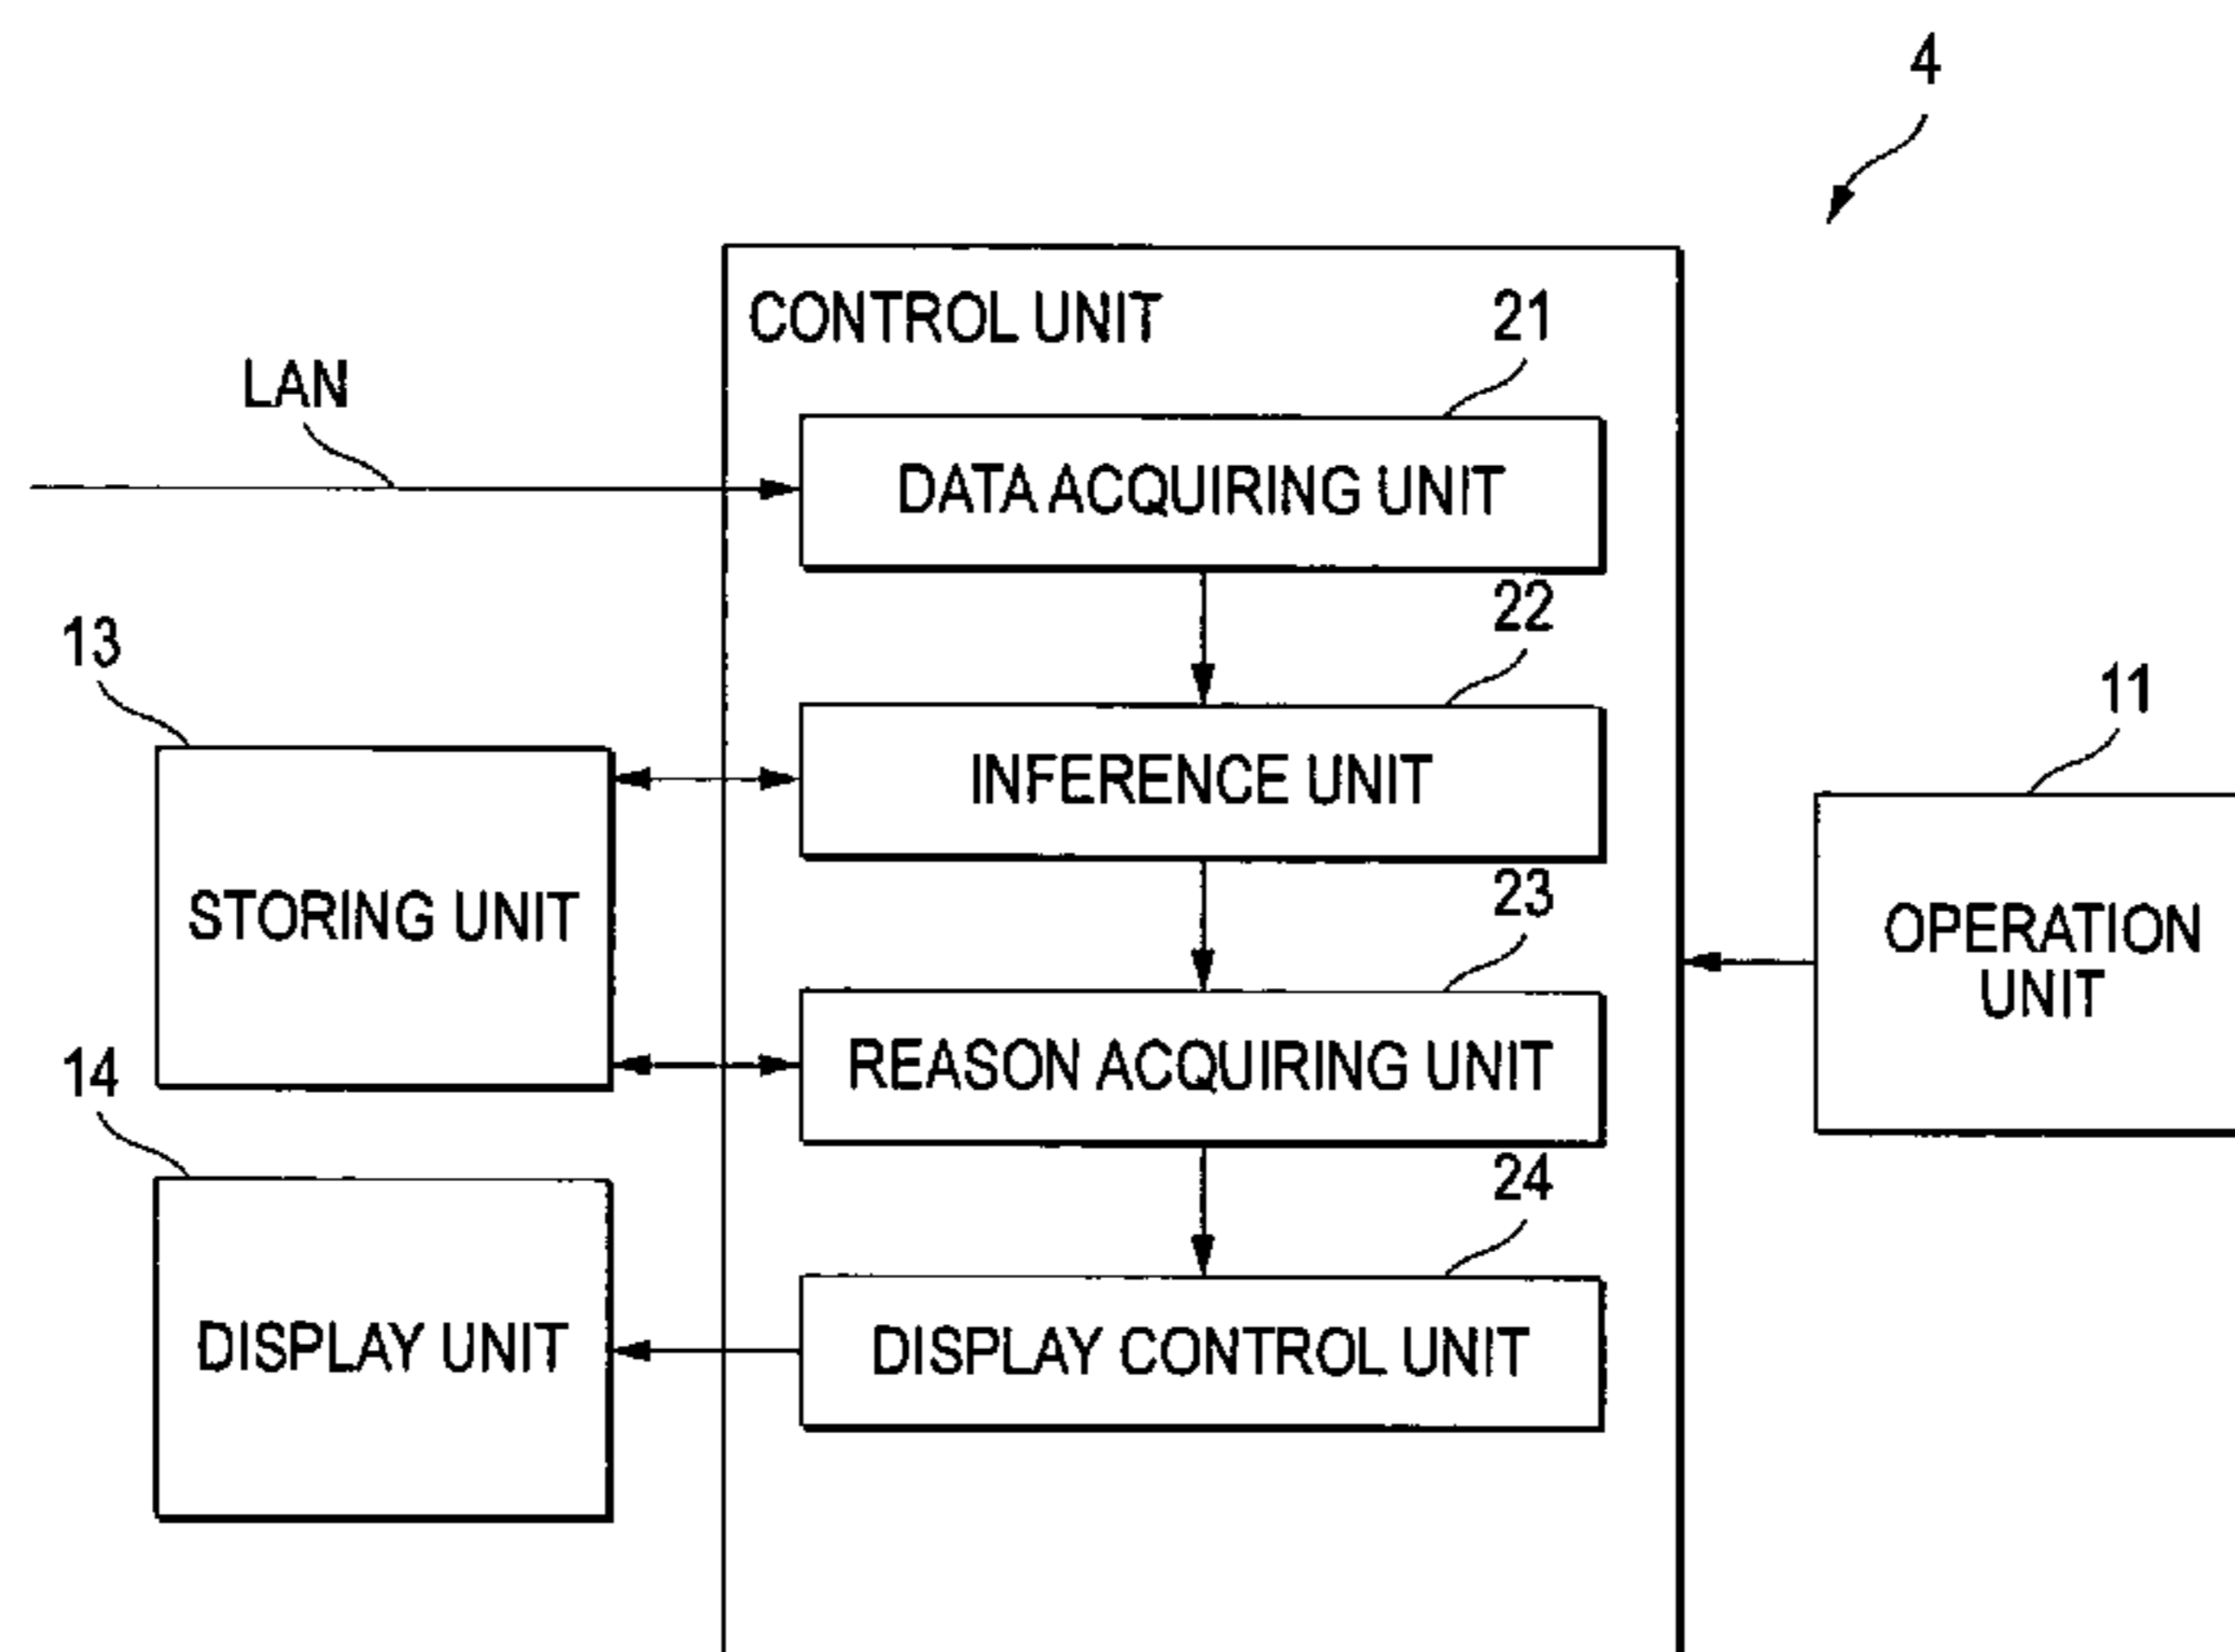 4
CONTROL UNIT
21
LAN
DATA ACQUIRING UNIT
22
13
11
INFERENCE UNIT
23
STORING UNIT
OPERATION
UNIT
14
REASON ACQUIRING UNIT
24
DISPLAY UNIT
DISPLAY CONTROL UNIT